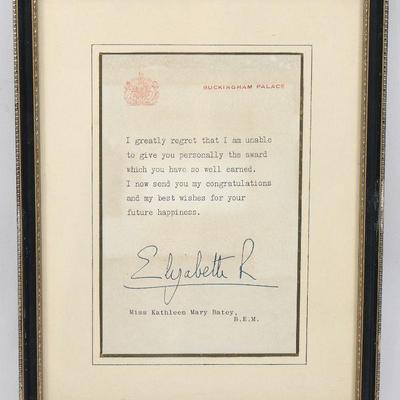 BUCKINGHAM PALACE
I greatly regret that I am unable
to give you personally the award
which you have so well earned.
I now send you my congratulations
and my best wishes for your
future happiness.
Elizabeth R
Miss Kathleen Mary Batey,
B.E.M.